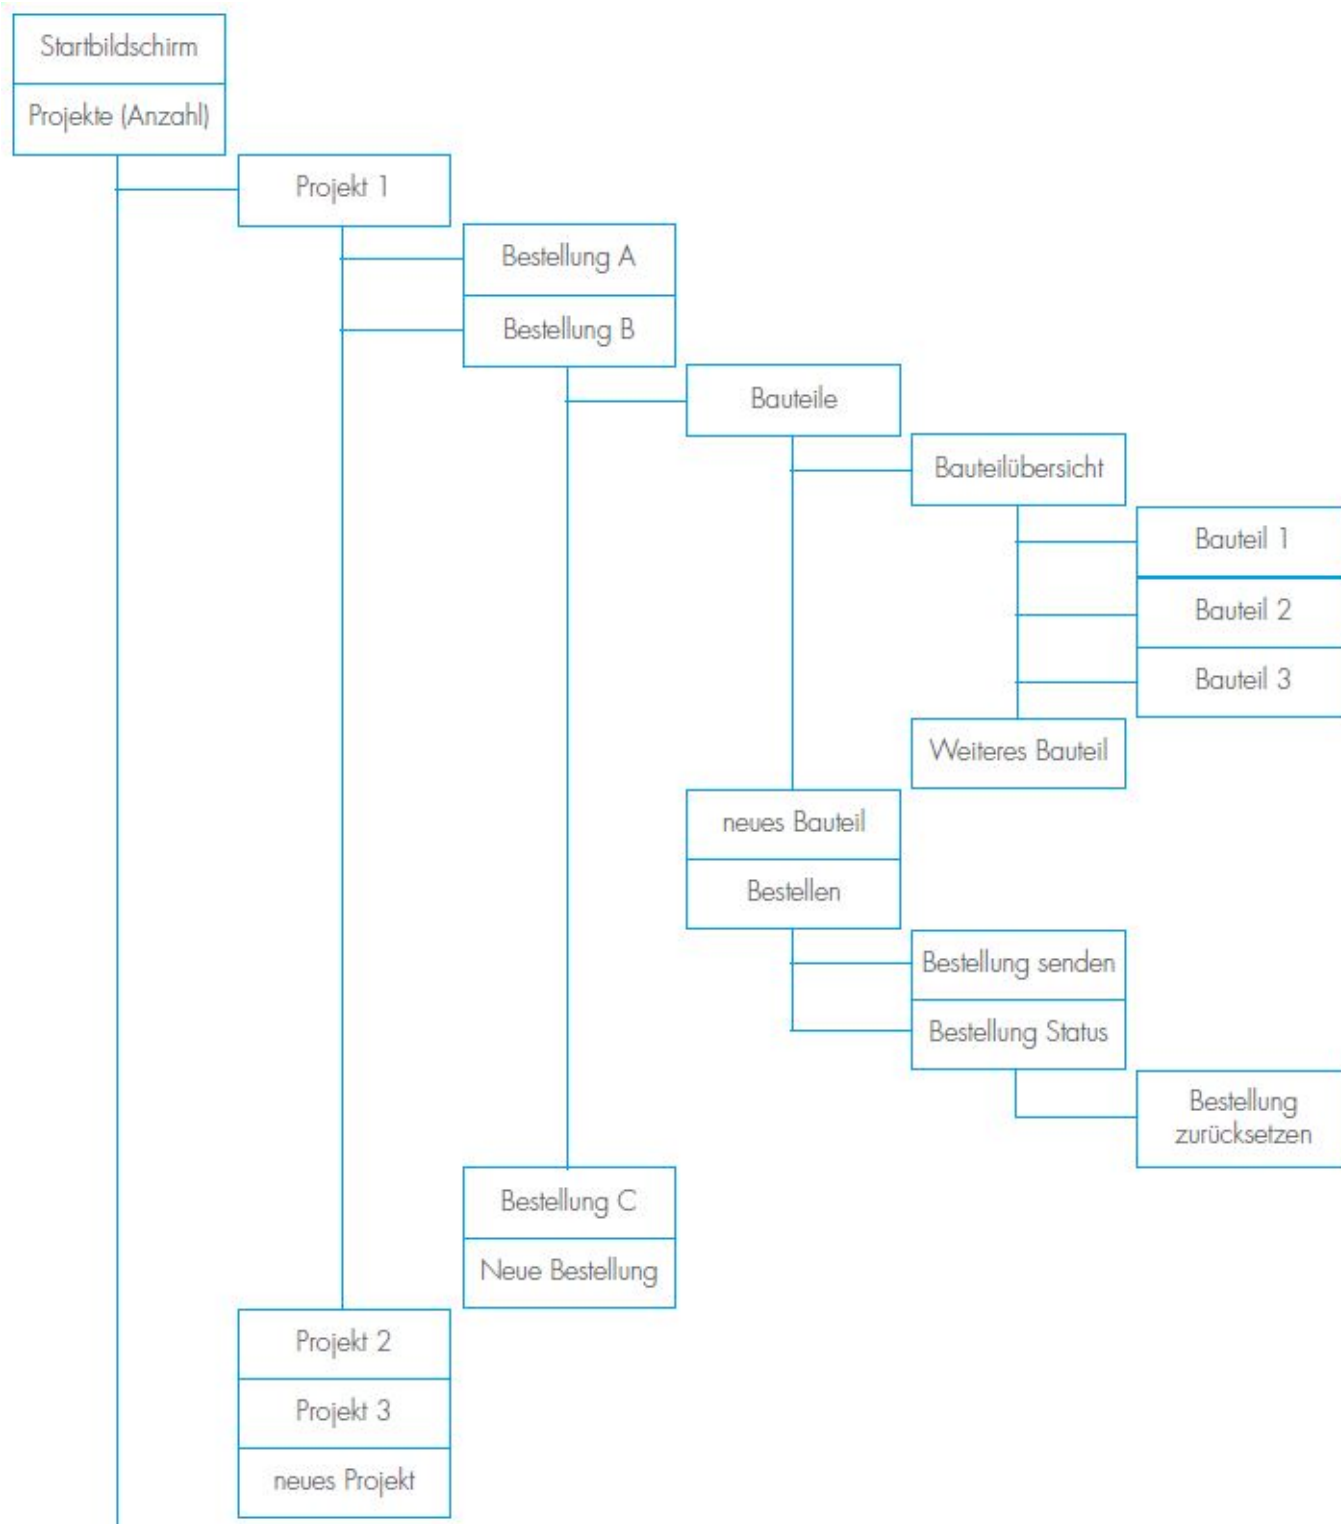 Startbildschirm
Projekte (Anzahl)
Projekt 1
Bestellung A
Bestellung B
Bauteile
Bauteilübersicht
Bauteil 1
Bauteil 2
Bauteil 3
Weiteres Bauteil
neues Bauteil
Bestellen
Bestellung senden
Bestellung Status
Bestellung
zurücksetzen
Bestellung C
Neue Bestellung
Projekt 2
Projekt 3
neues Projekt